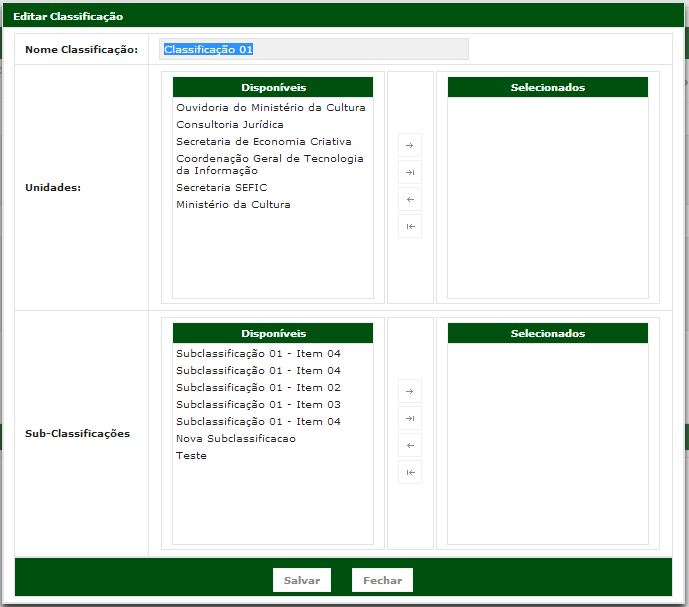 Editar Classificação
Nome Classificação:
Classificação 01
Unidades:
Disponíveis
Ouvidoria do Ministério da Cultura
Consultoria Jurídica
Secretaria de Economia Criativa
Coordenação Geral de Tecnologia
da Informação
Secretaria SEFIC
Ministério da Cultura
Selecionados
Sub-Classificações
Disponíveis
Subclassificação 01 - Item 04
Subclassificação 01 - Item 04
Subclassificação 01 - Item 02
Subclassificação 01 - Item 03
Subclassificação 01 - Item 04
Nova Subclassificacao
Teste
Selecionados
Salvar
Fechar